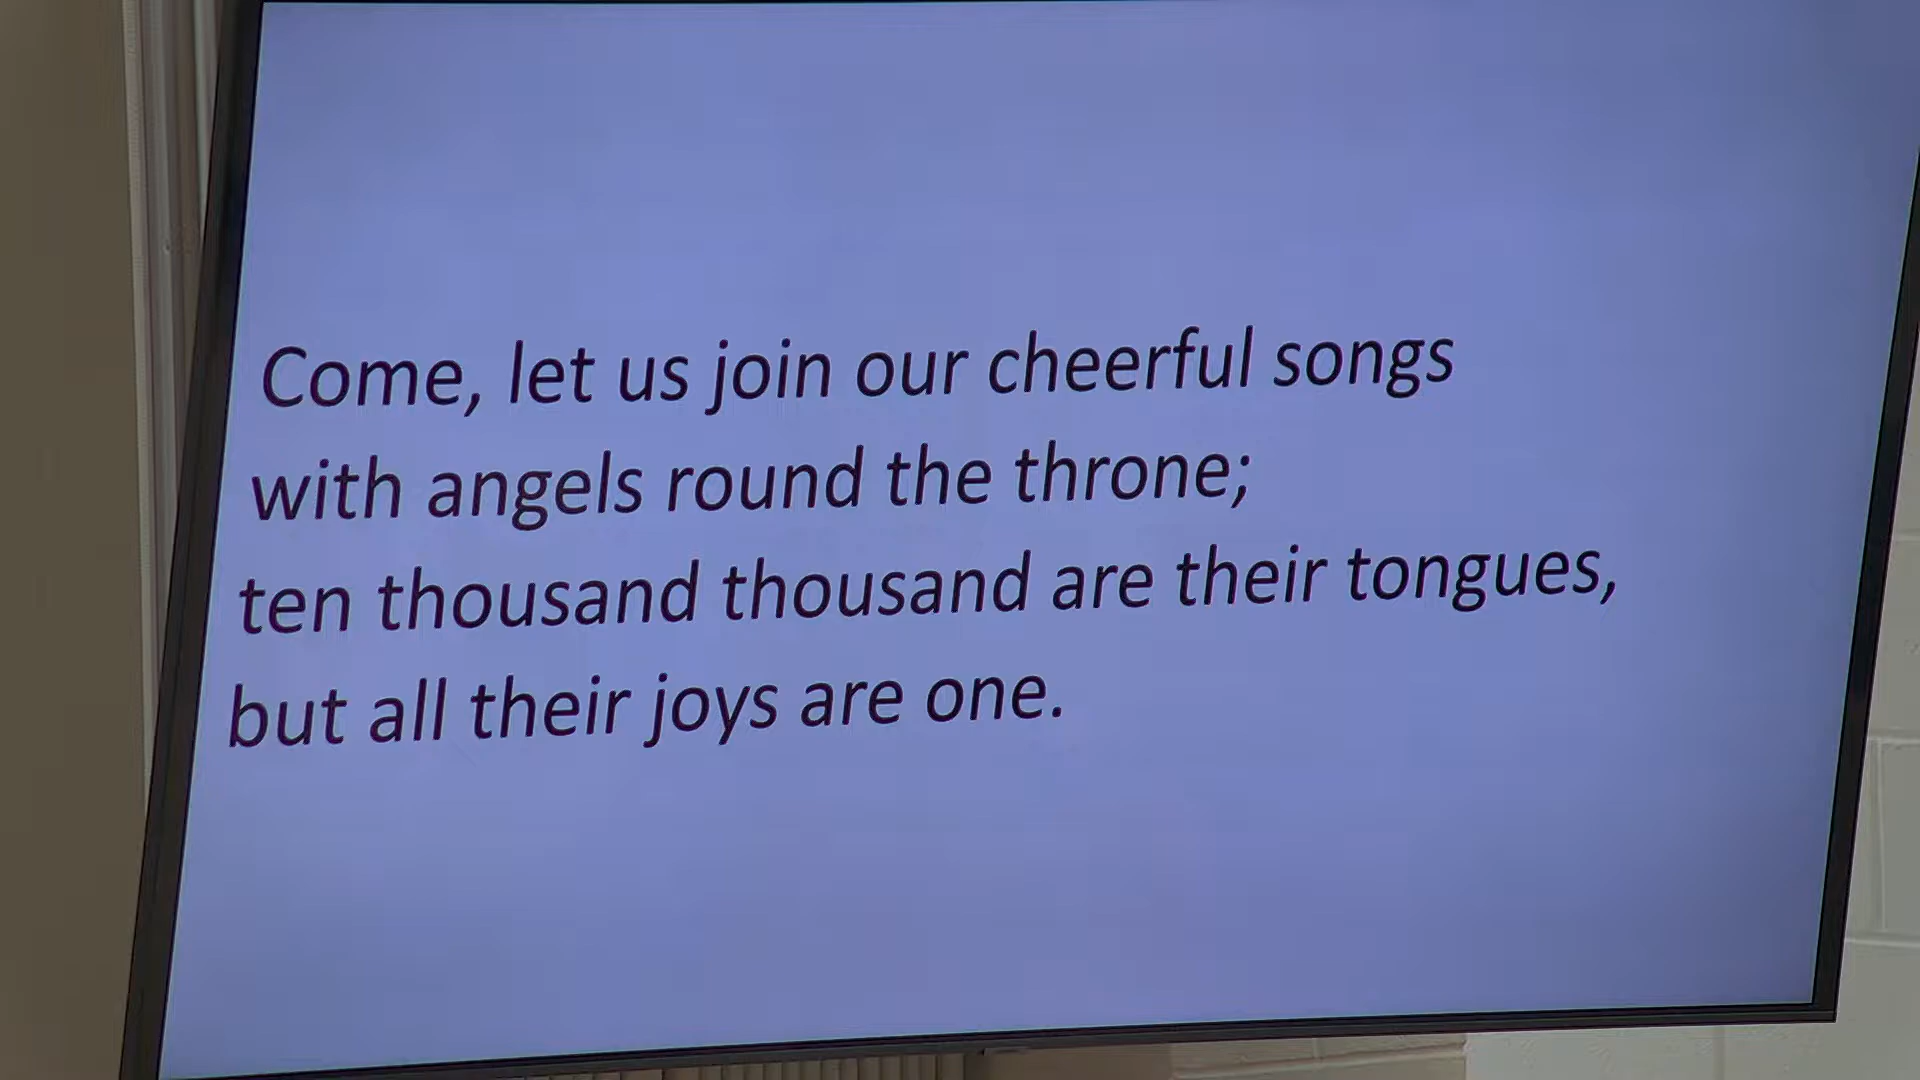 Come, let us join our cheerful songs
with angels round the throne;
ten thousand thousand are their tongues,
but all their joys are one.